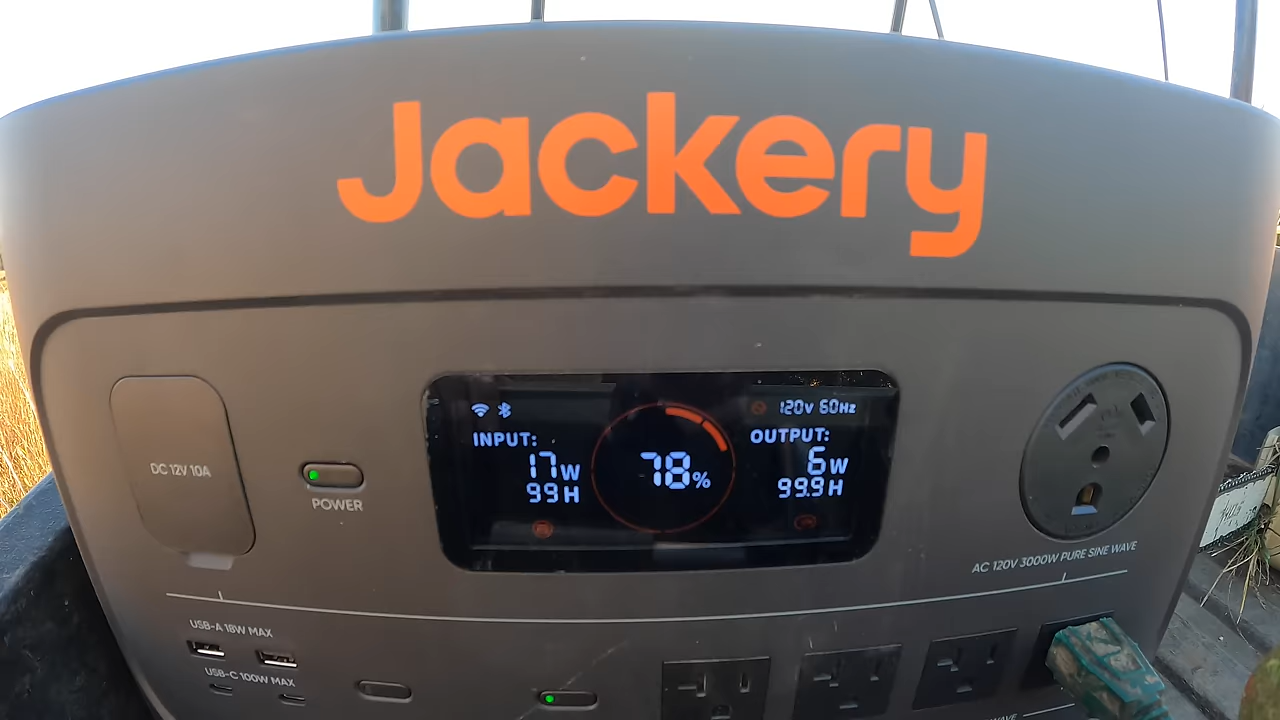 Jackery
120v 60Hz
INPUT:
OUTPUT:
17W
78%
6W
99H
99.9H
DC 12V 10A
POWER
AC 120V 3000W PURE SINE WAVE
USB-A 18W MAX
USB-C 100W MAX
WAVE